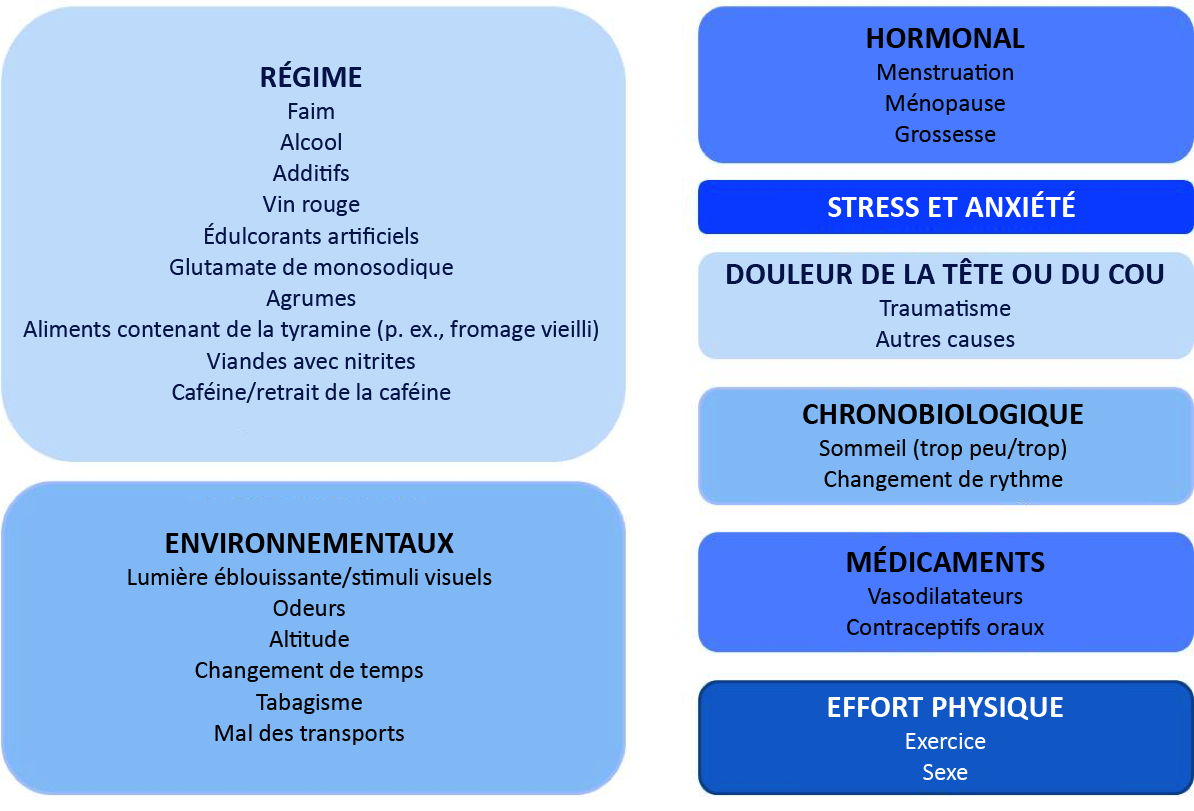 RÉGIME
Faim
Alcool
Additifs
Vin rouge
Édulcorants artificiels
Glutamate de monosodique
Agrumes
Aliments contenant de la tyramine (p. ex., fromage vieilli)
Viandes avec nitrites
Caféine/retrait de la caféine
ENVIRONNEMENTAUX
Lumière éblouissante/stimuli visuels
Odeurs
Altitude
Changement de temps
Tabagisme
Mal des transports
HORMONAL
Menstruation
Ménopause
Grossesse
STRESS ET ANXIÉTÉ
DOULEUR DE LA TÊTE OU DU COU
Traumatisme
Autres causes
CHRONOBIOLOGIQUE
Sommeil (trop peu/trop)
Changement de rythme
MÉDICAMENTS
Vasodilatateurs
Contraceptifs oraux
EFFORT PHYSIQUE
Exercice
Sexe